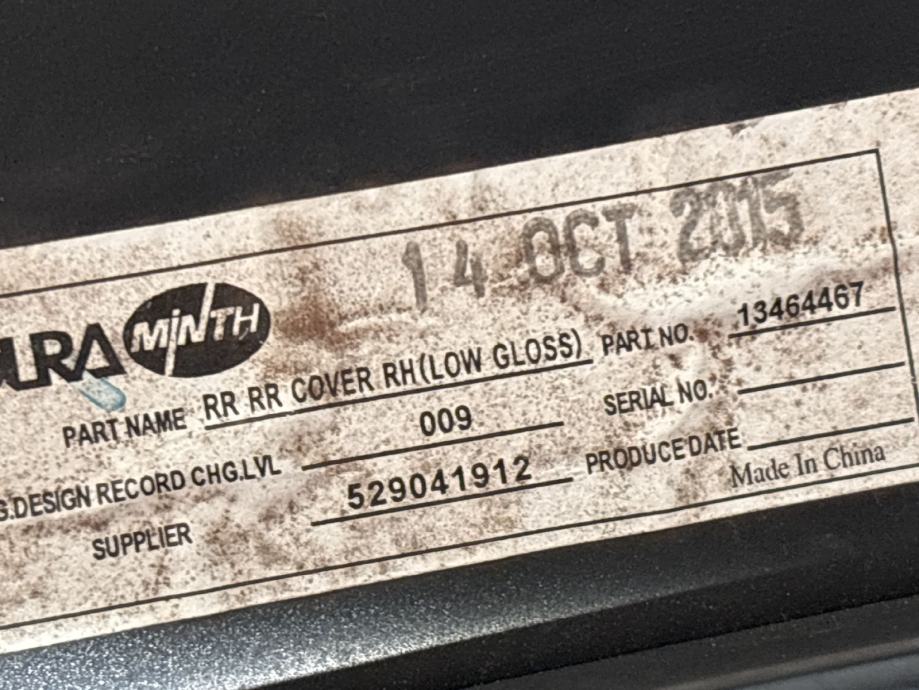 14 OCT 2015
MINTH
PART NAME RR RR COVER RH(LOW GLOSS) PART NO. 13464467
DESIGN RECORD CHG.LVL 009 SERIAL NO.
SUPPLIER 529041912 PRODUCE DATE
Made In China